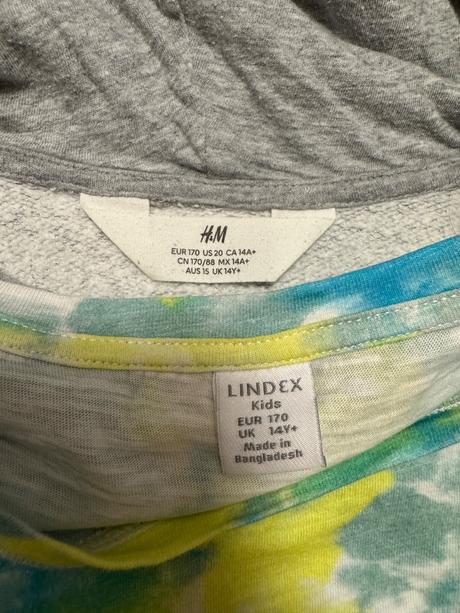 H&M
EUR 170 US 20 CA 14A+
CN 170/88 MX 14A+
AUS 15 UK 14Y+
LINDEX
Kids
EUR 170
UK 14Y+
Made in
Bangladesh